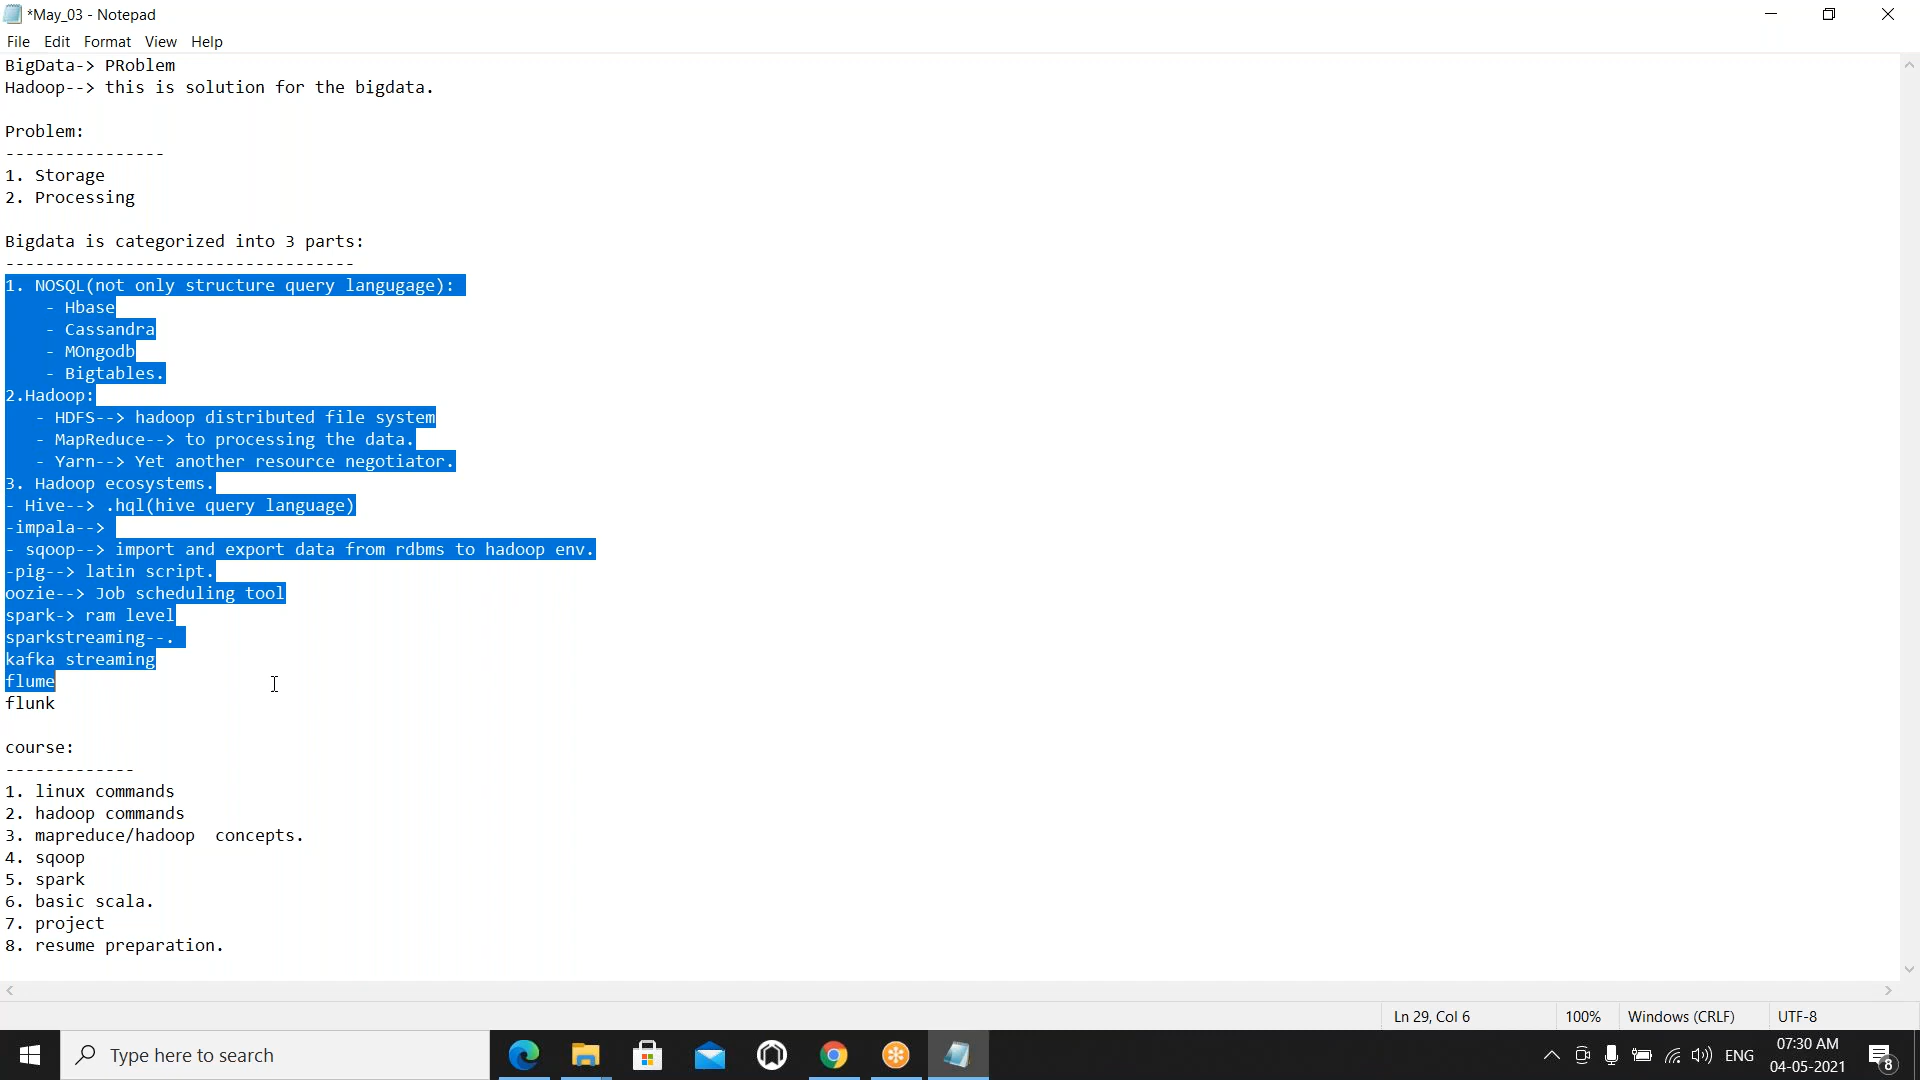 *May_03 - Notepad
File Edit Format View Help
BigData-> PRoblem
Hadoop--> this is solution for the bigdata.
Problem:
----------------
1. Storage
2. Processing
Bigdata is categorized into 3 parts:
-----------------------------------
1. NOSQL(not only structure query langugage):
- Hbase
- Cassandra
- MOngodb
- Bigtables.
2.Hadoop:
- HDFS--> hadoop distributed file system
- MapReduce--> to processing the data.
- Yarn--> Yet another resource negotiator.
3. Hadoop ecosystems.
- Hive--> .hql(hive query language)
-impala-->
- sqoop--> import and export data from rdbms to hadoop env.
-pig--> latin script.
oozie--> Job scheduling tool
spark-> ram level
sparkstreaming--.
kafka streaming
flume
flunk
course:
-------------
1. linux commands
2. hadoop commands
3. mapreduce/hadoop  concepts.
4. sqoop
5. spark
6. basic scala.
7. project
8. resume preparation.
Ln 29, Col 6 100% Windows (CRLF) UTF-8
Type here to search
ENG
07:30 AM
04-05-2021
8